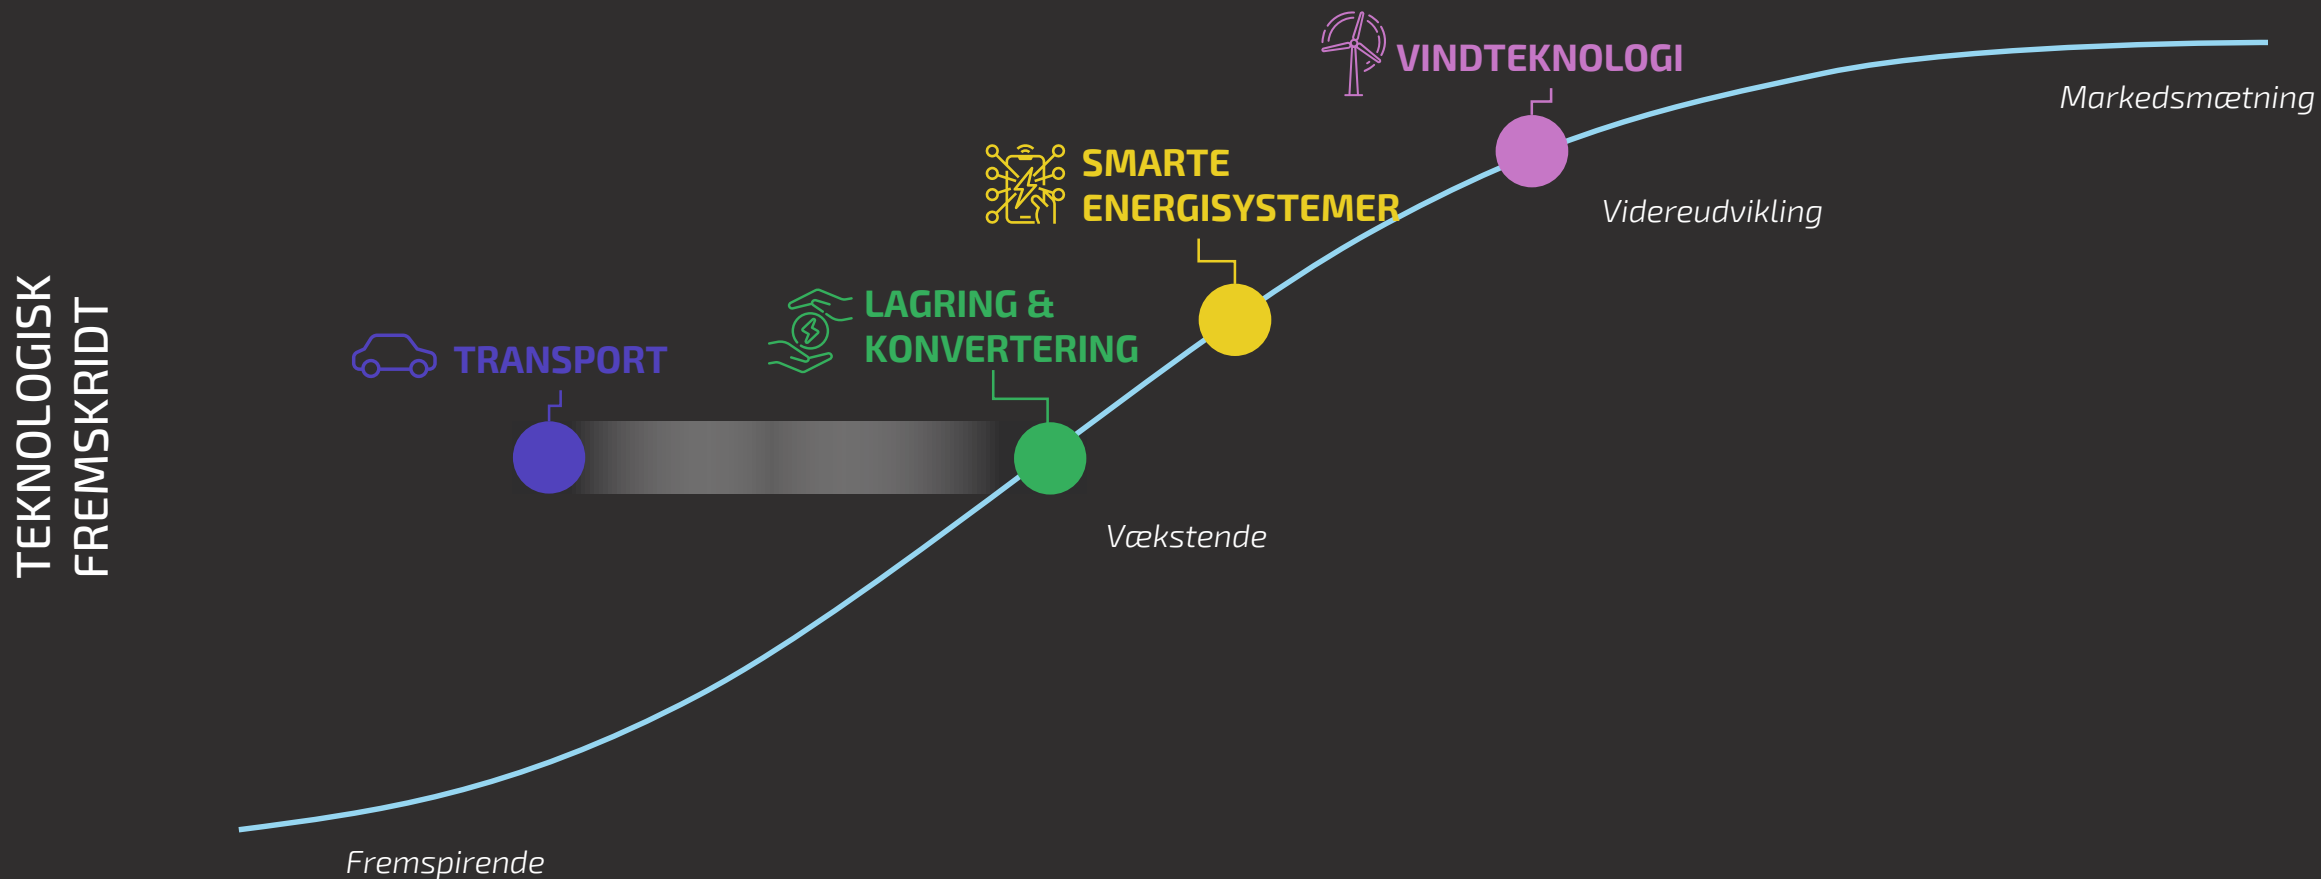 TEKNOLOGISK
FREMSKRIDT
VINDTEKNOLOGI
Markedsmætning
SMARTE
ENERGISYSTEMER
Videreudvikling
LAGRING &
KONVERTERING
TRANSPORT
Vækstende
Fremspirende